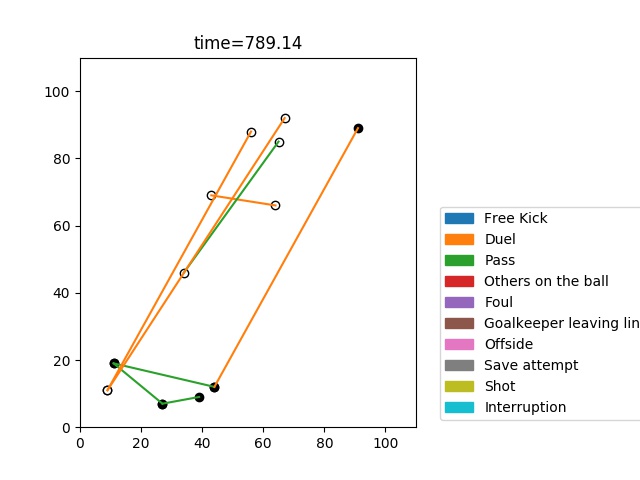 time=789.14
100
80
60
40
20
0
0 20 40 60 80 100
Free Kick
Duel
Pass
Others on the ball
Foul
Goalkeeper leaving lin
Offside
Save attempt
Shot
Interruption